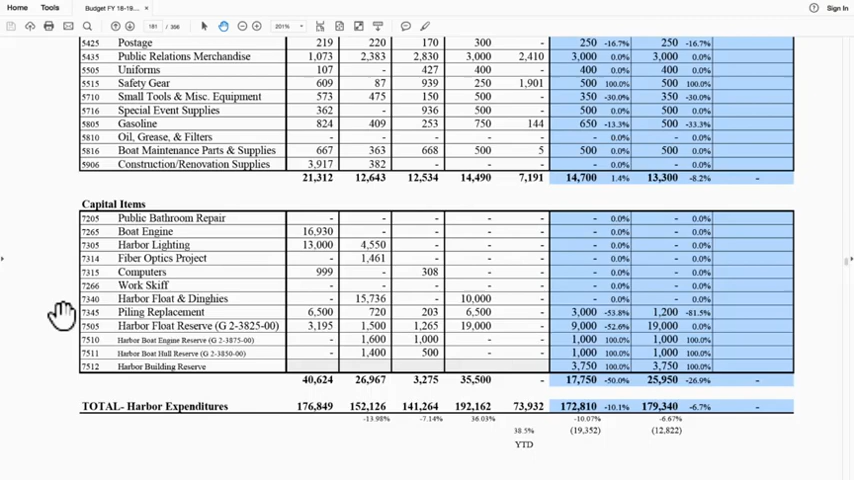 Home Tools Budget FY 18-19.... × Sign In
181 / 356 201%
5425 Postage 219 220 170 300 - 250 -16.7% 250 -16.7%
5435 Public Relations Merchandise 1,073 2,383 2,830 3,000 2,410 3,000 0.0% 3,000 0.0%
5505 Uniforms 107 - 427 400 - 400 0.0% 400 0.0%
5515 Safety Gear 609 87 939 250 1,901 500 100.0% 500 100.0%
5710 Small Tools & Misc. Equipment 573 475 150 500 - 350 -30.0% 350 -30.0%
5716 Special Event Supplies 362 - 936 500 - 500 0.0% 500 0.0%
5805 Gasoline 824 409 253 750 144 650 -13.3% 500 -33.3%
5810 Oil, Grease, & Filters - - - - - - 0.0% - 0.0%
5816 Boat Maintenance Parts & Supplies 667 363 668 500 5 500 0.0% 500 0.0%
5906 Construction/Renovation Supplies 3,917 382 - - - - 0.0% - 0.0%
21,312 12,643 12,534 14,490 7,191 14,700 1.4% 13,300 -8.2% -
Capital Items
7205 Public Bathroom Repair - - - - - - 0.0% - 0.0%
7265 Boat Engine 16,930 - - - - - 0.0% - 0.0%
7305 Harbor Lighting 13,000 4,550 - - - - 0.0% - 0.0%
7314 Fiber Optics Project - 1,461 - - - - 0.0% - 0.0%
7315 Computers 999 - 308 - - - 0.0% - 0.0%
7266 Work Skiff - - - - - - 0.0% - 0.0%
7340 Harbor Float & Dinghies - 15,736 - 10,000 - - 0.0% - 0.0%
7345 Piling Replacement 6,500 720 203 6,500 - 3,000 -53.8% 1,200 -81.5%
7505 Harbor Float Reserve (G 2-3825-00) 3,195 1,500 1,265 19,000 - 9,000 -52.6% 19,000 0.0%
7510 Harbor Boat Engine Reserve (G 2-3875-00) - 1,600 1,000 - - 1,000 100.0% 1,000 100.0%
7511 Harbor Boat Hull Reserve (G 2-3850-00) - 1,400 500 - - 1,000 100.0% 1,000 100.0%
7512 Harbor Building Reserve - 3,750 100.0% 3,750 100.0%
40,624 26,967 3,275 35,500 - 17,750 -50.0% 25,950 -26.9% -
TOTAL- Harbor Expenditures 176,849 152,126 141,264 192,162 73,932 172,810 -10.1% 179,340 -6.7% -
-13.98% -7.14% 36.03% -10.07% -6.67%
38.5% (19,352) (12,822)
YTD